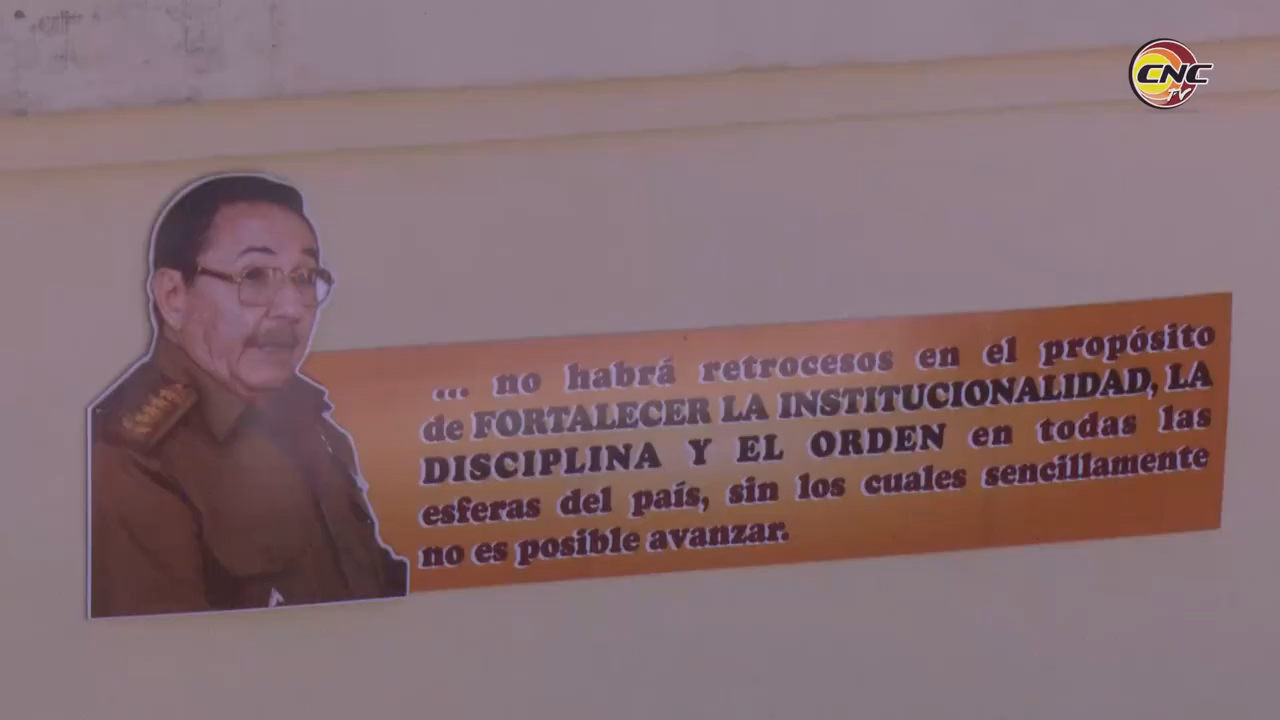 CNC
TV
... no habrá retrocesos en el propósito
de FORTALECER LA INSTITUCIONALIDAD, LA
DISCIPLINA Y EL ORDEN en todas las
esferas del país, sin los cuales sencillamente
no es posible avanzar.